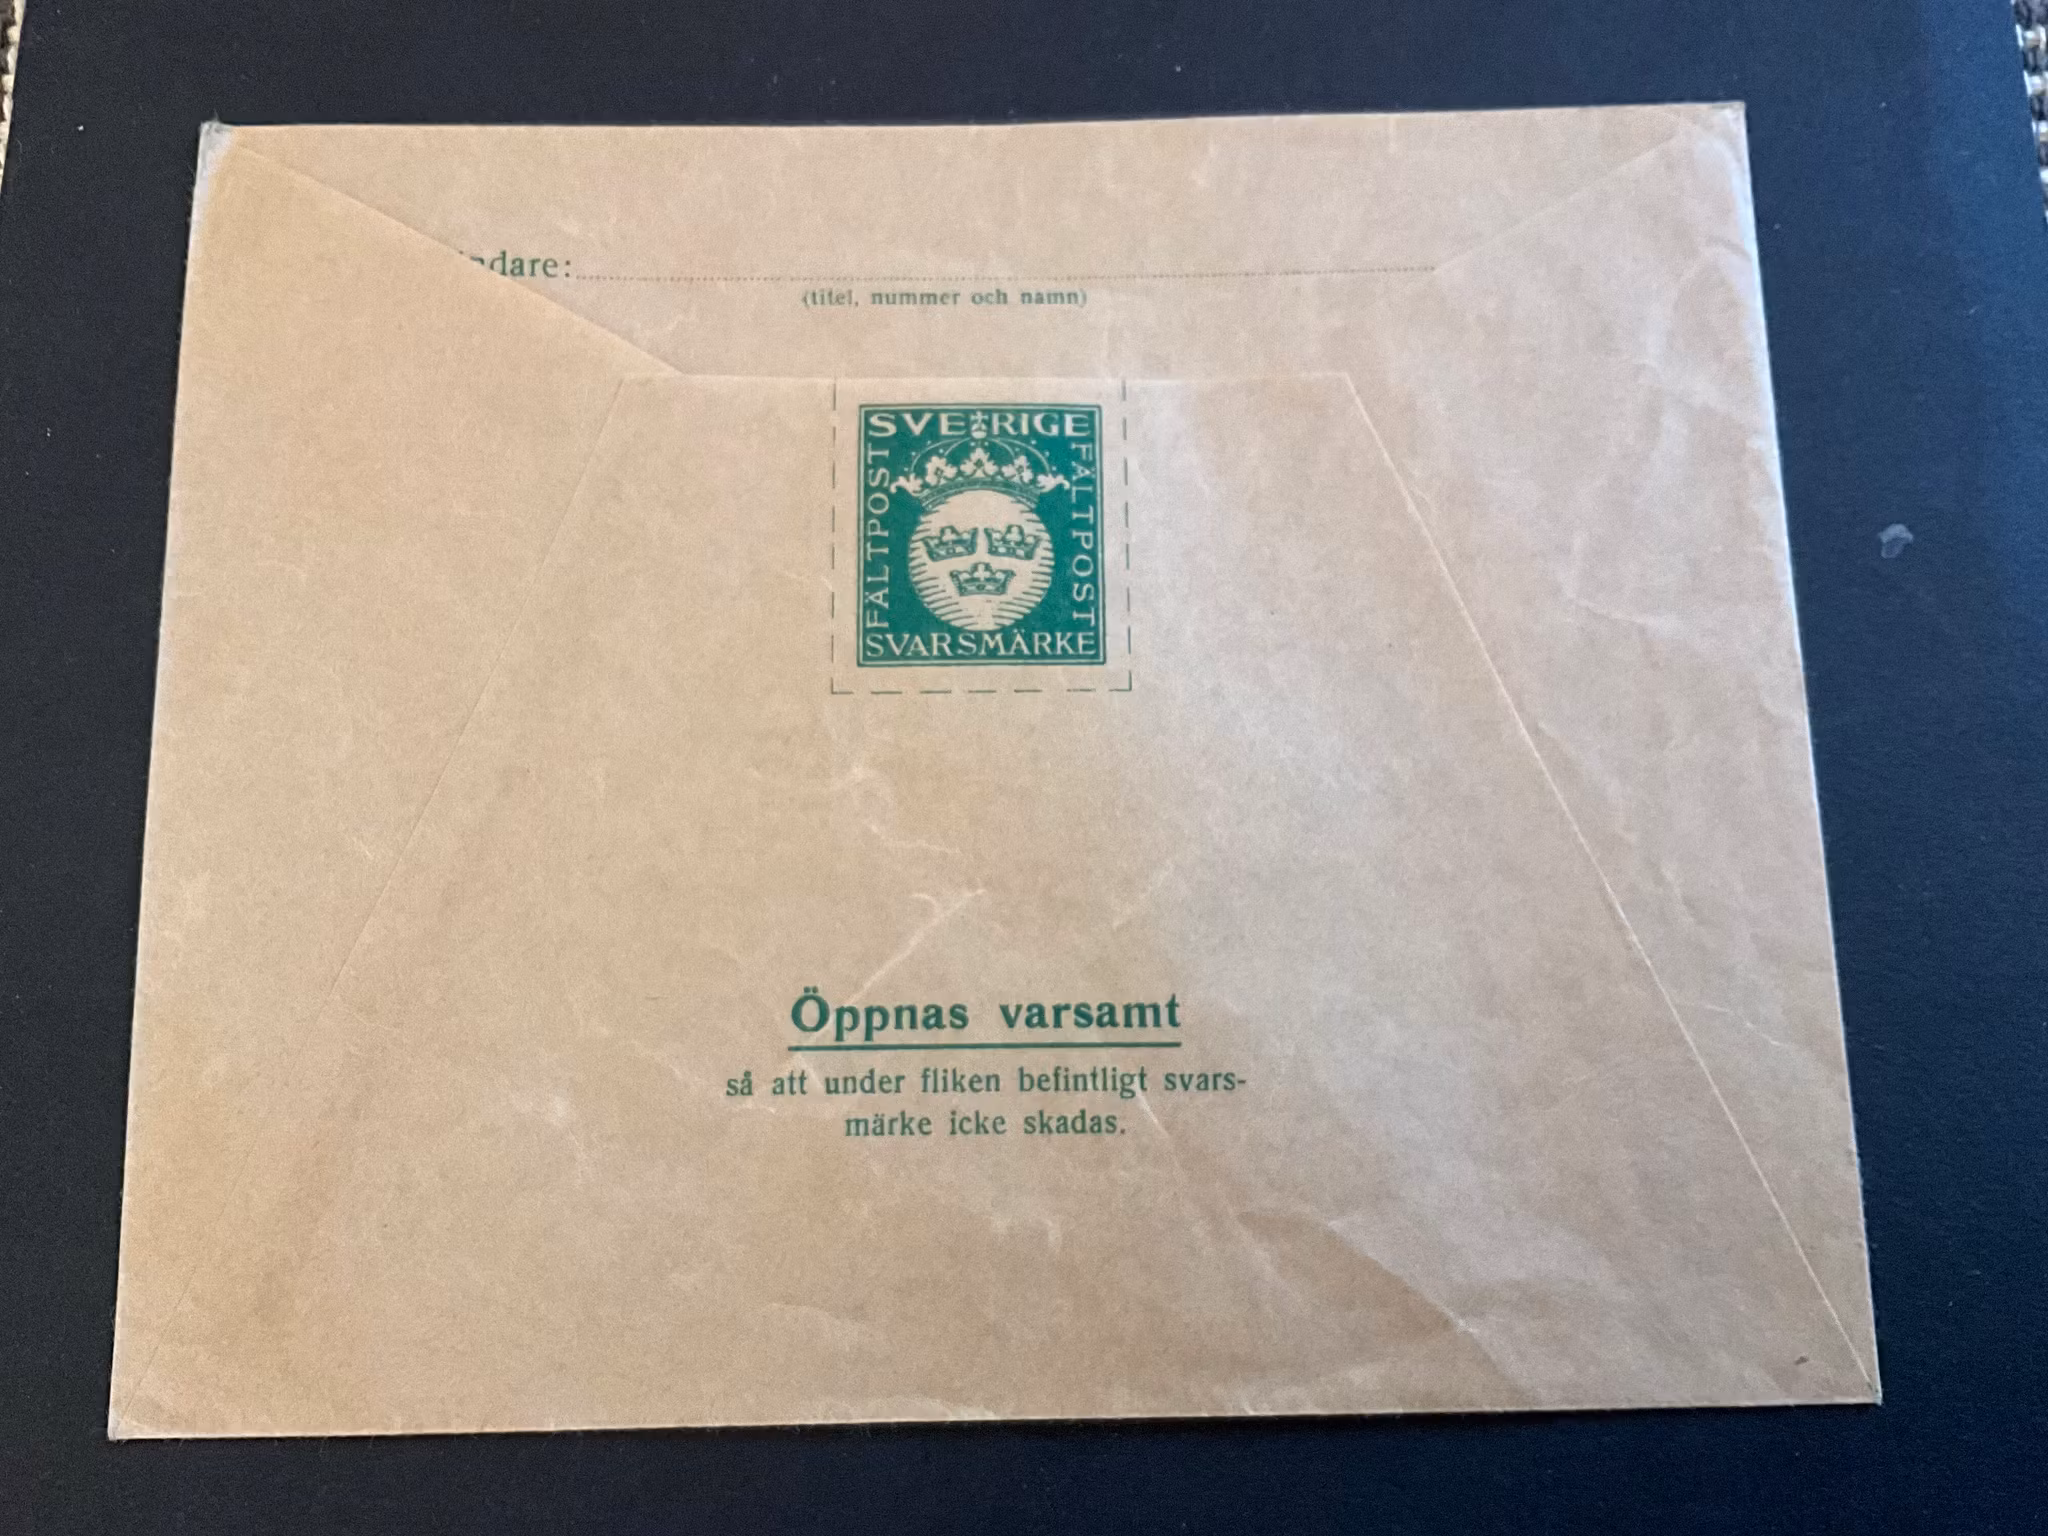 ndare:
(titel, nummer och namn)
SVERIGE
FÄLTPOST
FÄLTPOST
SVARSMÄRKE
Öppnas varsamt
så att under fliken befintligt svars-
märke icke skadas.